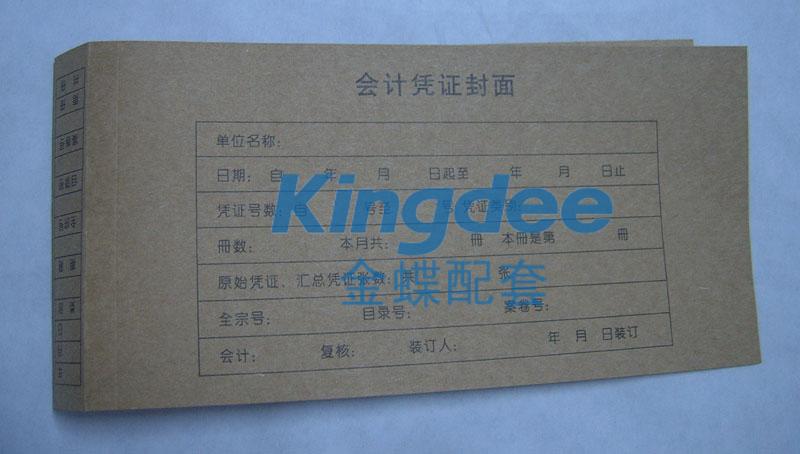 会计凭证封面
单位名称:
日期: 自 年 月 日起至 年 月 日止
Kingdee
凭证号数: 自 号至 号 凭证类别:
册数: 本月共: 册 本册是第 册
原始凭证、汇总凭证张数: 共 张
金蝶配套
全宗号: 目录号: 案卷号:
会计: 复核: 装订人: 年 月 日装订